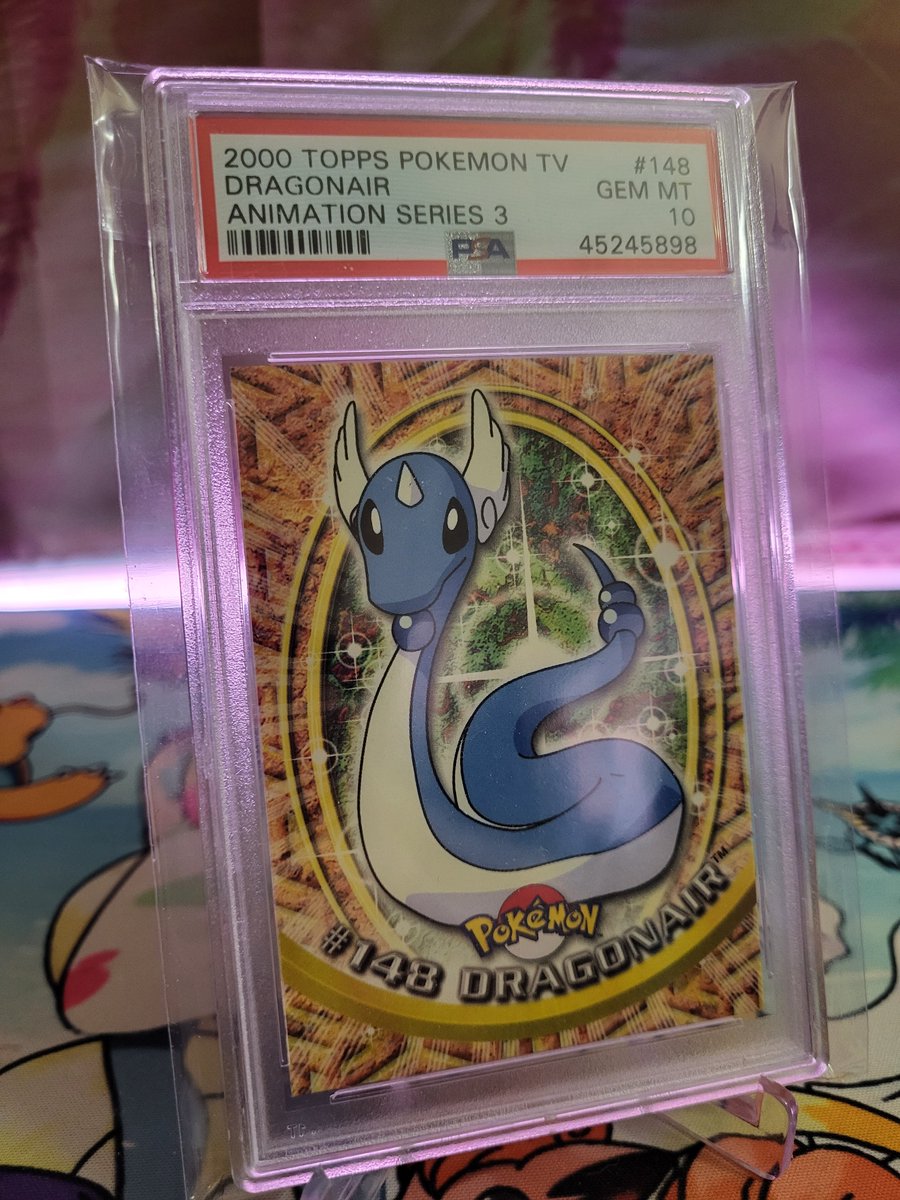 2000 TOPPS POKEMON TV #148
DRAGONAIR GEM MT
ANIMATION SERIES 3 10
PSA 45245898
POKéMON
#148 DRAGONAIR™